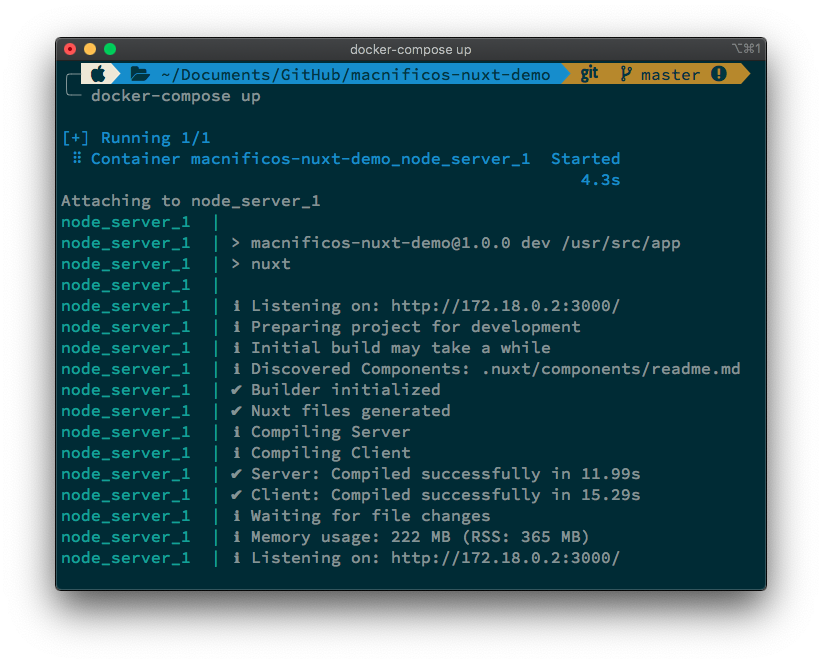 docker-compose up
⌥⌘1
~/Documents/GitHub/macnificos-nuxt-demo git master
docker-compose up
[+] Running 1/1
⠿ Container macnificos-nuxt-demo_node_server_1 Started
4.3s
Attaching to node_server_1
node_server_1 |
node_server_1 | > macnificos-nuxt-demo@1.0.0 dev /usr/src/app
node_server_1 | > nuxt
node_server_1 |
node_server_1 | ℹ Listening on: http://172.18.0.2:3000/
node_server_1 | ℹ Preparing project for development
node_server_1 | ℹ Initial build may take a while
node_server_1 | ℹ Discovered Components: .nuxt/components/readme.md
node_server_1 | ✔ Builder initialized
node_server_1 | ✔ Nuxt files generated
node_server_1 | ℹ Compiling Server
node_server_1 | ℹ Compiling Client
node_server_1 | ✔ Server: Compiled successfully in 11.99s
node_server_1 | ✔ Client: Compiled successfully in 15.29s
node_server_1 | ℹ Waiting for file changes
node_server_1 | ℹ Memory usage: 222 MB (RSS: 365 MB)
node_server_1 | ℹ Listening on: http://172.18.0.2:3000/